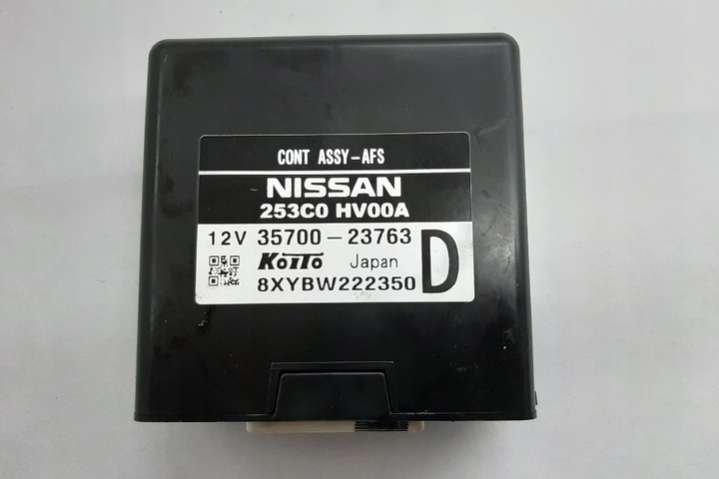 CONT ASSY-AFS
NISSAN
253C0 HV00A
12V 35700-23763
KOITO Japan D
8XYBW222350